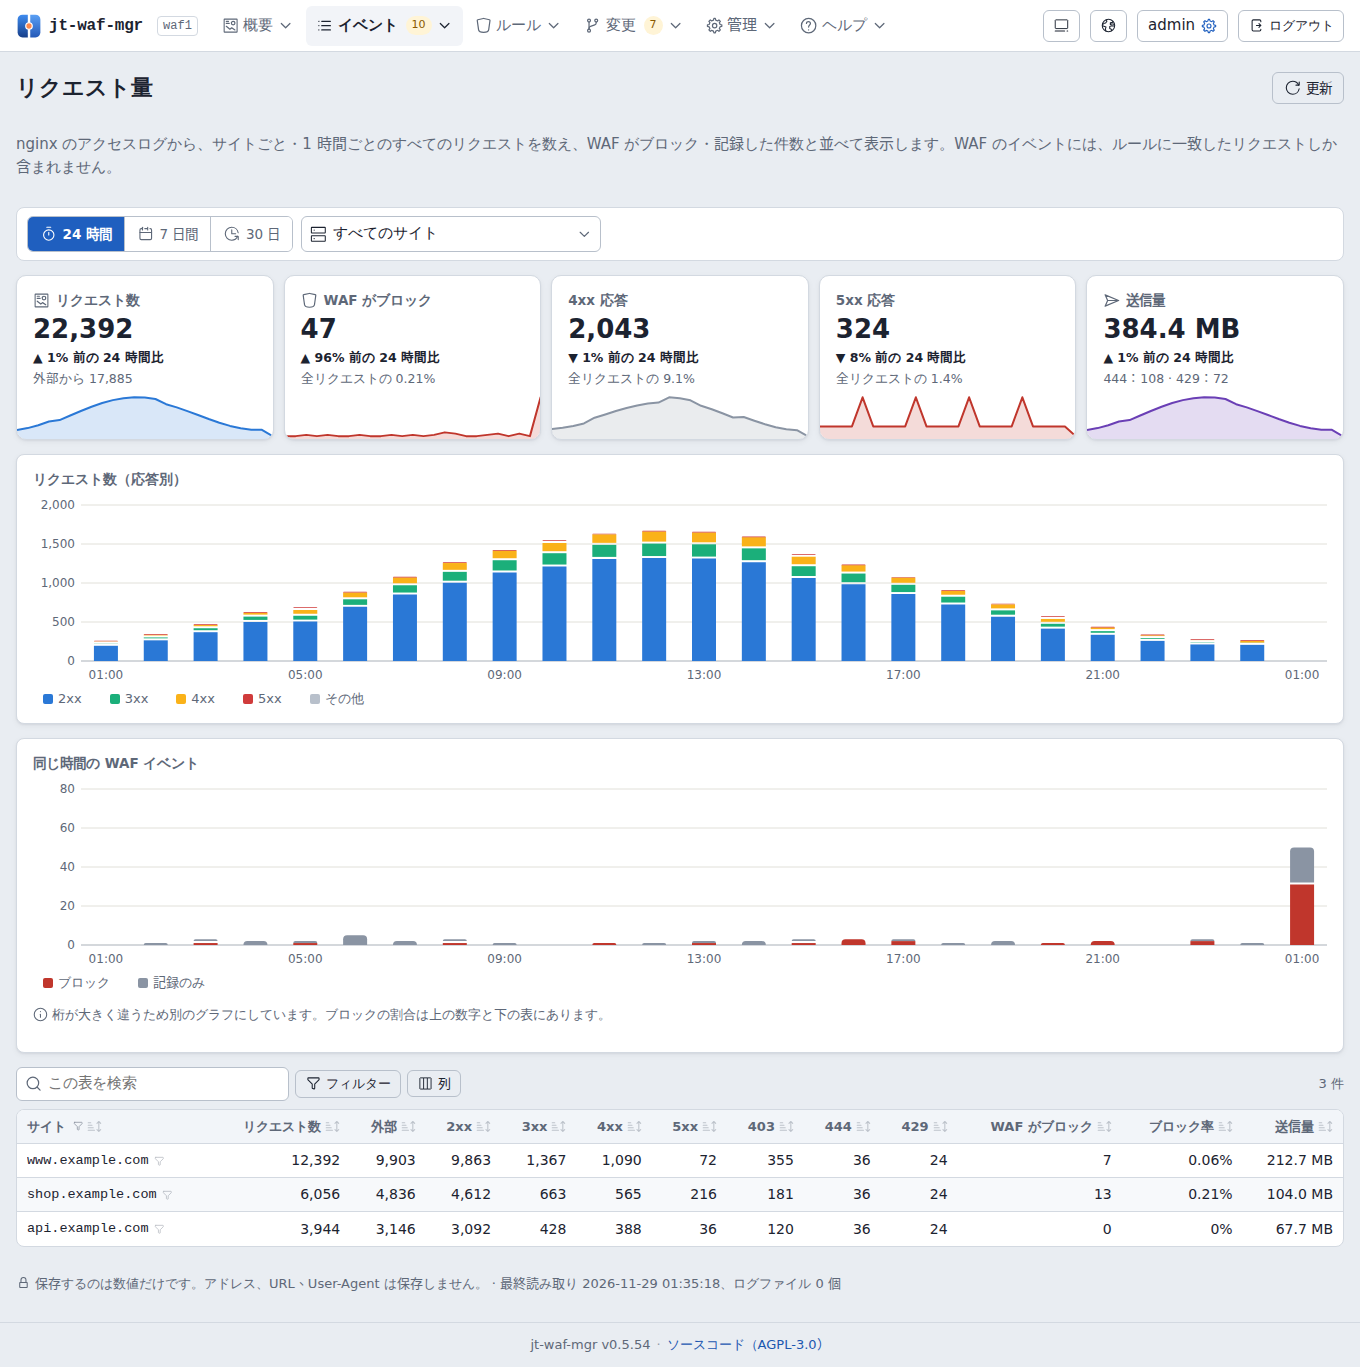 jt-waf-mgr waf1 概要 イベント 10 ルール 変更 7 管理 ヘルプ admin ログアウト
リクエスト量
更新
nginx のアクセスログから、サイトごと・1 時間ごとのすべてのリクエストを数え、WAF がブロック・記録した件数と並べて表示します。WAF のイベントには、ルールに一致したリクエストしか
含まれません。
24 時間 7 日間 30 日 すべてのサイト
リクエスト数
22,392
▲ 1% 前の 24 時間比
外部から 17,885
WAF がブロック
47
▲ 96% 前の 24 時間比
全リクエストの 0.21%
4xx 応答
2,043
▼ 1% 前の 24 時間比
全リクエストの 9.1%
5xx 応答
324
▼ 8% 前の 24 時間比
全リクエストの 1.4%
送信量
384.4 MB
▲ 1% 前の 24 時間比
444：108 · 429：72
リクエスト数（応答別）
2,000
1,500
1,000
500
0
01:00 05:00 09:00 13:00 17:00 21:00 01:00
2xx 3xx 4xx 5xx その他
同じ時間の WAF イベント
80
60
40
20
0
01:00 05:00 09:00 13:00 17:00 21:00 01:00
ブロック 記録のみ
桁が大きく違うため別のグラフにしています。ブロックの割合は上の数字と下の表にあります。
この表を検索 フィルター 列 3 件
サイト リクエスト数 外部 2xx 3xx 4xx 5xx 403 444 429 WAF がブロック ブロック率 送信量
www.example.com 12,392 9,903 9,863 1,367 1,090 72 355 36 24 7 0.06% 212.7 MB
shop.example.com 6,056 4,836 4,612 663 565 216 181 36 24 13 0.21% 104.0 MB
api.example.com 3,944 3,146 3,092 428 388 36 120 36 24 0 0% 67.7 MB
保存するのは数値だけです。アドレス、URL、User-Agent は保存しません。 · 最終読み取り 2026-11-29 01:35:18、ログファイル 0 個
jt-waf-mgr v0.5.54 · ソースコード（AGPL-3.0）